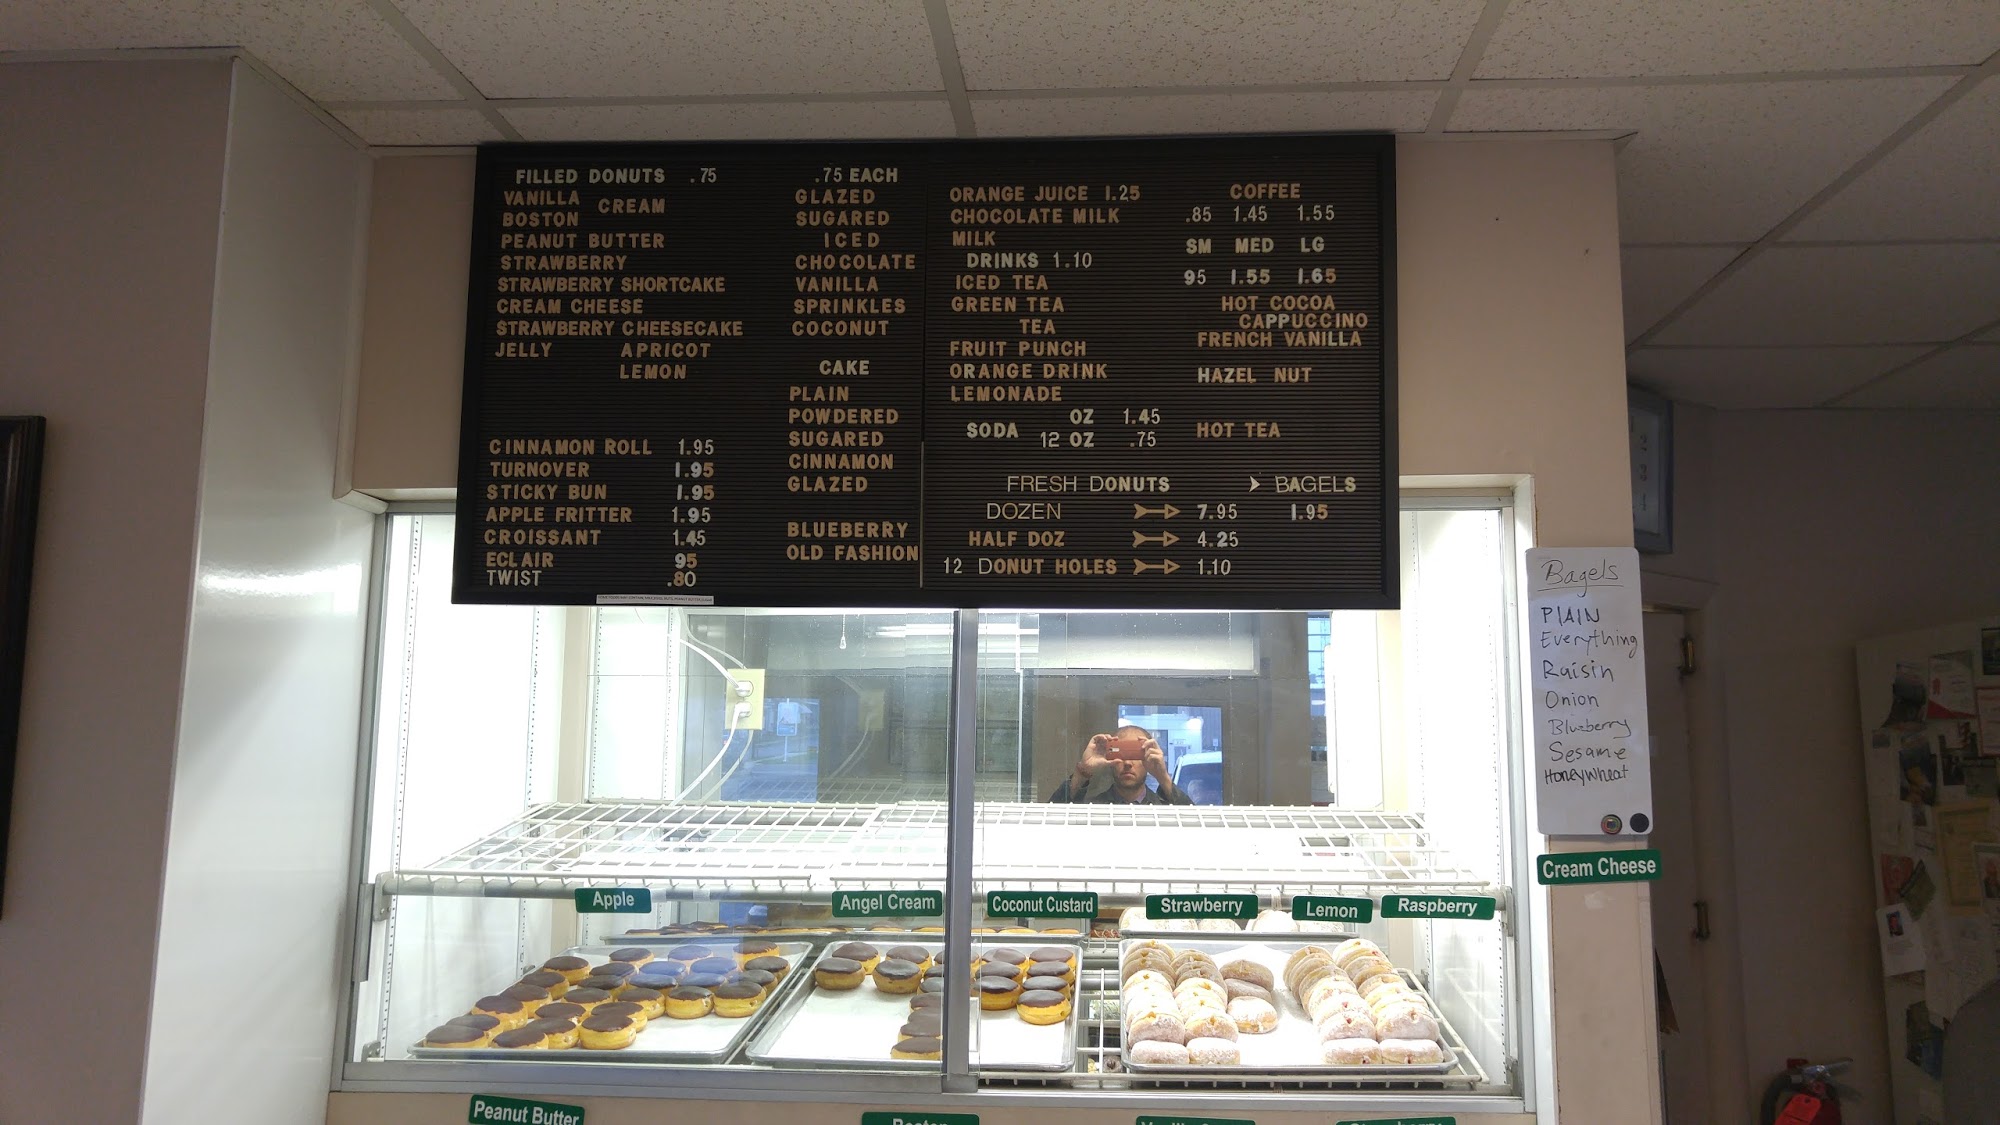 FILLED DONUTS .75
VANILLA
BOSTON CREAM
PEANUT BUTTER
STRAWBERRY
STRAWBERRY SHORTCAKE
CREAM CHEESE
STRAWBERRY CHEESECAKE
JELLY APRICOT
LEMON
CINNAMON ROLL 1.95
TURNOVER 1.95
STICKY BUN 1.95
APPLE FRITTER 1.95
CROISSANT 1.45
ECLAIR 95
TWIST .80
.75 EACH
GLAZED
SUGARED
ICED
CHOCOLATE
VANILLA
SPRINKLES
COCONUT
CAKE
PLAIN
POWDERED
SUGARED
CINNAMON
GLAZED
BLUEBERRY
OLD FASHION
ORANGE JUICE 1.25
CHOCOLATE MILK
MILK
DRINKS 1.10
ICED TEA
GREEN TEA
TEA
FRUIT PUNCH
ORANGE DRINK
LEMONADE
OZ 1.45
SODA
12 OZ .75
COFFEE
.85 1.45 1.55
SM MED LG
95 1.55 1.65
HOT COCOA
CAPPUCCINO
FRENCH VANILLA
HAZEL NUT
HOT TEA
FRESH DONUTS
DOZEN 7.95
HALF DOZ 4.25
12 DONUT HOLES 1.10
BAGELS
1.95
Bagels
PLAIN
Everything
Raisin
Onion
Blueberry
Sesame
Honeywheat
Cream Cheese
Apple
Angel Cream
Coconut Custard
Strawberry
Lemon
Raspberry
Peanut Butter
Boston